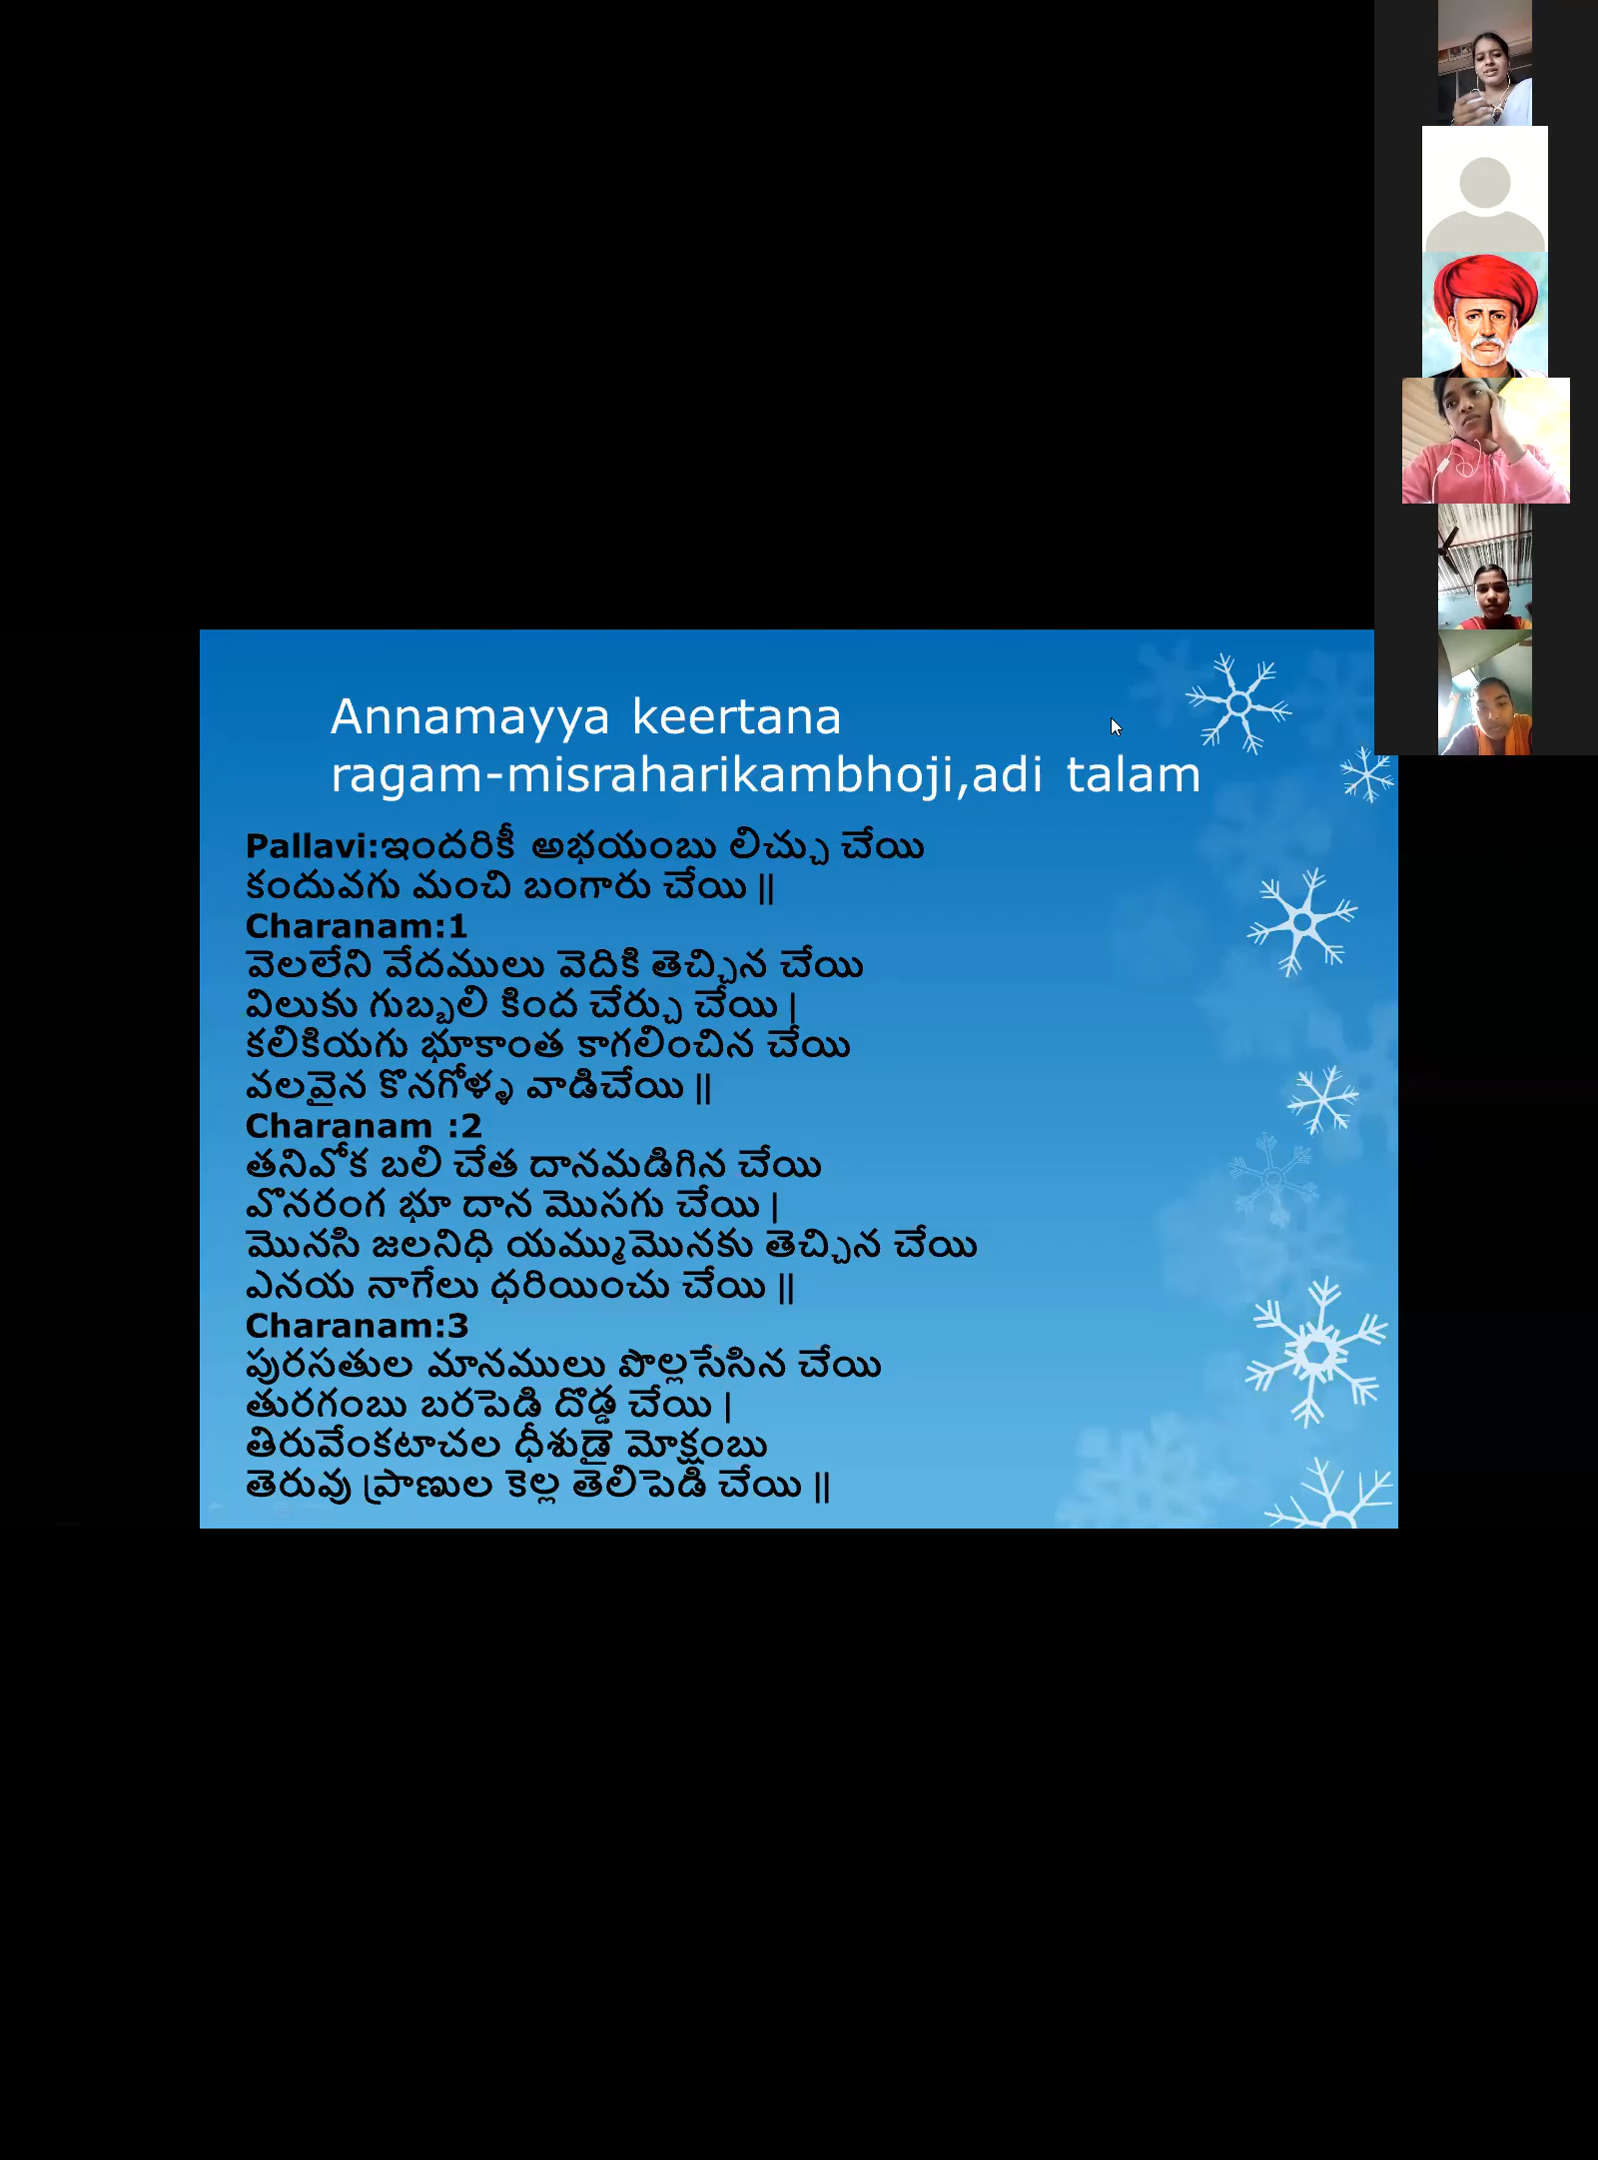 Annamayya keertana
ragam-misraharikambhoji,adi talam
Pallavi:ఇందరికీ అభయంబు లిచ్చు చేయి
కందువగు మంచి బంగారు చేయి ||
Charanam:1
వెలలేని వేదములు వెదికి తెచ్చిన చేయి
విలుకు గుబ్బలి కింద చేర్చు చేయి |
కలికియగు భూకాంత కాగలించిన చేయి
వలవైన కొనగోళ్ళ వాడిచేయి ||
Charanam :2
తనివోక బలి చేత దానమడిగిన చేయి
వొనరంగ భూ దాన మొసగు చేయి |
మొనసి జలనిధి యమ్ముమొనకు తెచ్చిన చేయి
ఎనయ నాగేలు ధరియించు చేయి ||
Charanam:3
పురసతుల మానములు పొల్లసేసిన చేయి
తురగంబు బరపెడి దొడ్డ చేయి |
తిరువేంకటాచల ధీశుడై మోక్షంబు
తెరువు ప్రాణుల కెల్ల తెలిపెడి చేయి ||